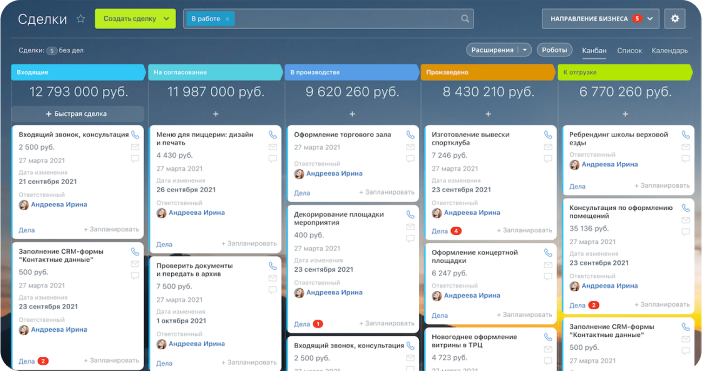 Сделки
Создать сделку
В работе ×
НАПРАВЛЕНИЕ БИЗНЕСА 5
Сделки: 5 без дел
Расширения
Роботы
Канбан
Список
Календарь
Входящие
12 793 000 руб.
+ Быстрая сделка
Входящий звонок, консультация
2 500 руб.
27 марта 2021
Дата изменения
21 сентября 2021
Ответственный
Андреева Ирина
Дела + Запланировать
Заполнение CRM-формы
"Контактные данные"
500 руб.
27 марта 2021
Дата изменения
23 сентября 2021
Ответственный
Андреева Ирина
Дела 2 + Запланировать
На согласование
11 987 000 руб.
+
Меню для пиццерии: дизайн
и печать
4 430 руб.
27 марта 2021
Дата изменения
26 сентября 2021
Ответственный
Андреева Ирина
Дела + Запланировать
Проверить документы
и передать в архив
7 500 руб.
27 марта 2021
Дата изменения
1 октября 2021
Ответственный
Андреева Ирина
Дела + Запланировать
В производстве
9 620 260 руб.
+
Оформление торгового зала
27 марта 2021
Ответственный
Андреева Ирина
Дела + Запланировать
Декорирование площадки
мероприятия
400 руб.
27 марта 2021
Дата изменения
23 сентября 2021
Ответственный
Андреева Ирина
Дела 1 + Запланировать
Входящий звонок, консультация
2 500 руб.
27 марта 2021
Произведено
8 430 210 руб.
+
Изготовление вывески
спортклуба
7 246 руб.
27 марта 2021
Дата изменения
23 сентября 2021
Ответственный
Андреева Ирина
Дела 4 + Запланировать
Оформление концертной
площадки
6 247 руб.
Ответственный
Андреева Ирина
Дела + Запланировать
Новогоднее оформление
витрины в ТРЦ
4 723 руб.
27 марта 2021
К отгрузке
6 770 260 руб.
+
Ребрендинг школы верховой
езды
Ответственный
Андреева Ирина
Дела + Запланировать
Консультация по оформлению
помещений
35 136 руб.
27 марта 2021
Дата изменения
23 сентября 2021
Ответственный
Андреева Ирина
Дела 2 + Запланировать
Заполнение CRM-формы
"Контактные данные"
500 руб.
27 марта 2021